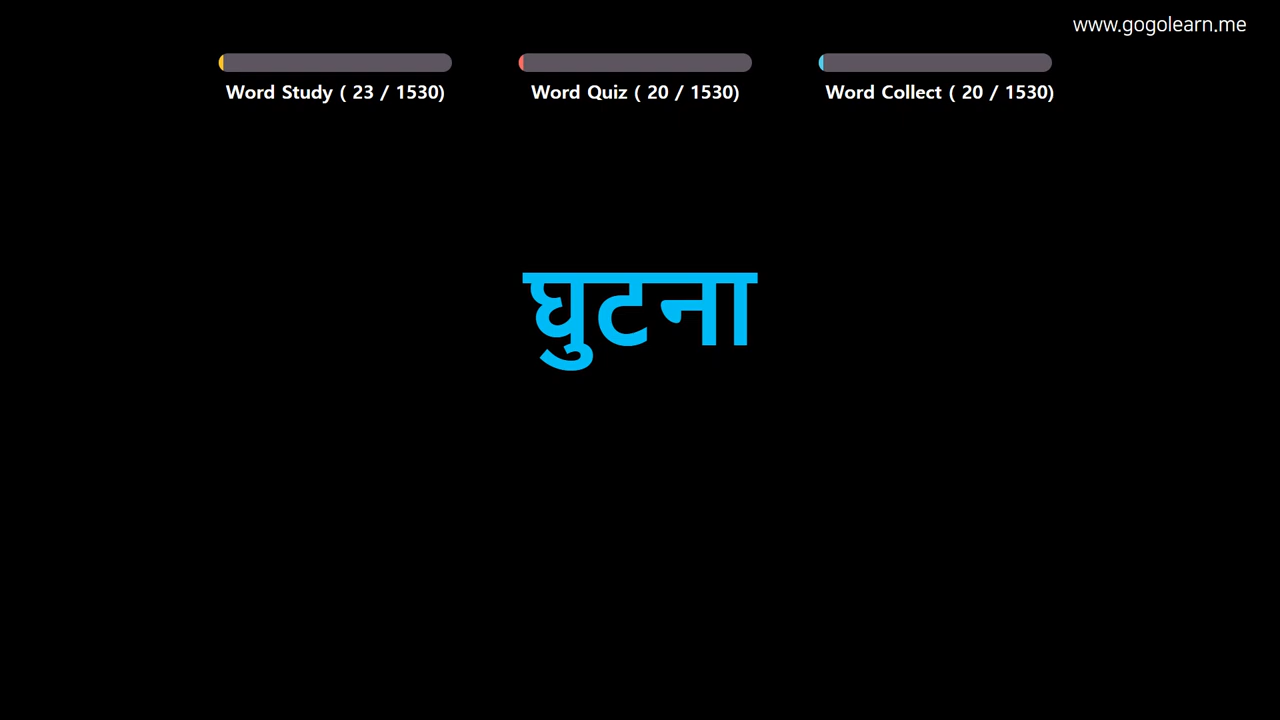 www.gogolearn.me
Word Study ( 23 / 1530)
Word Quiz ( 20 / 1530)
Word Collect ( 20 / 1530)
घुटना